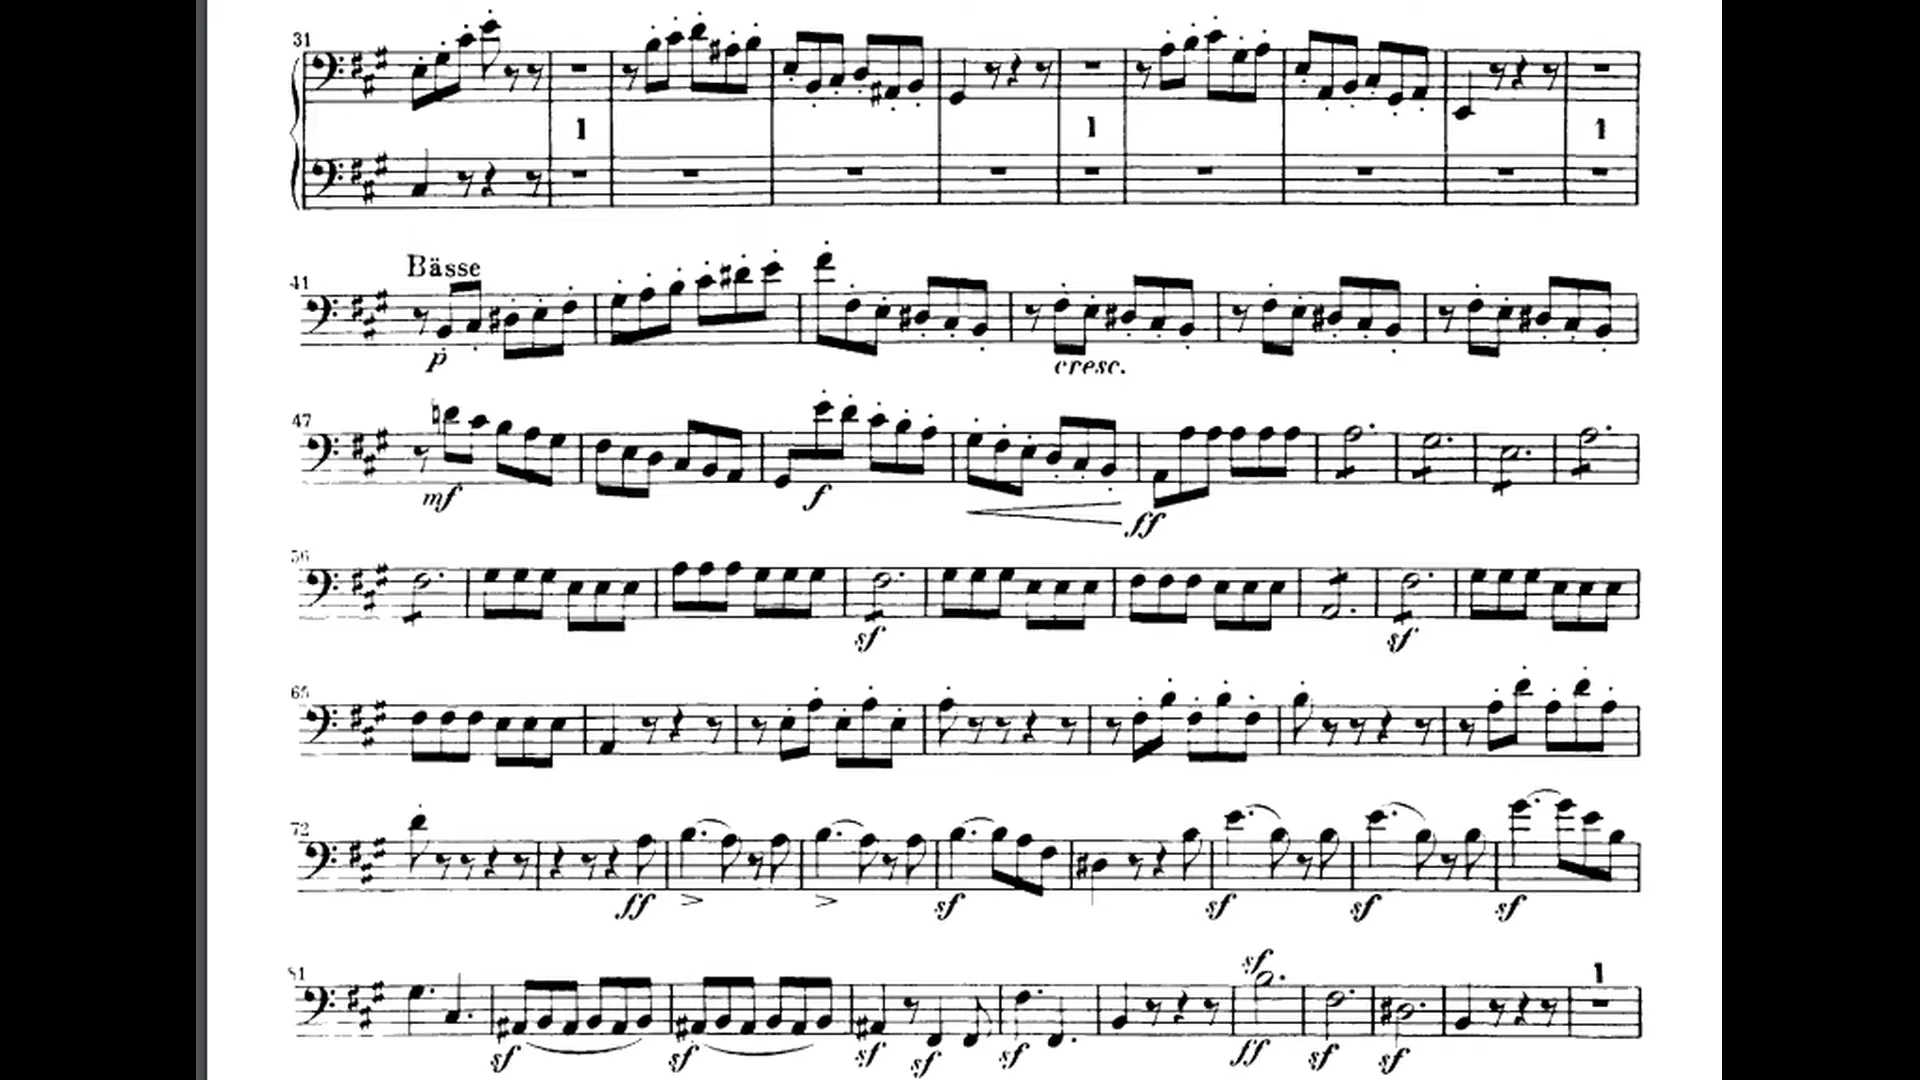 31
1 1 1
Bässe
41
p cresc.
47
mf f ff
56
sf sf
65
72
ff sf sf sf sf
81
sf 1
sf sf sf sf sf ff sf sf